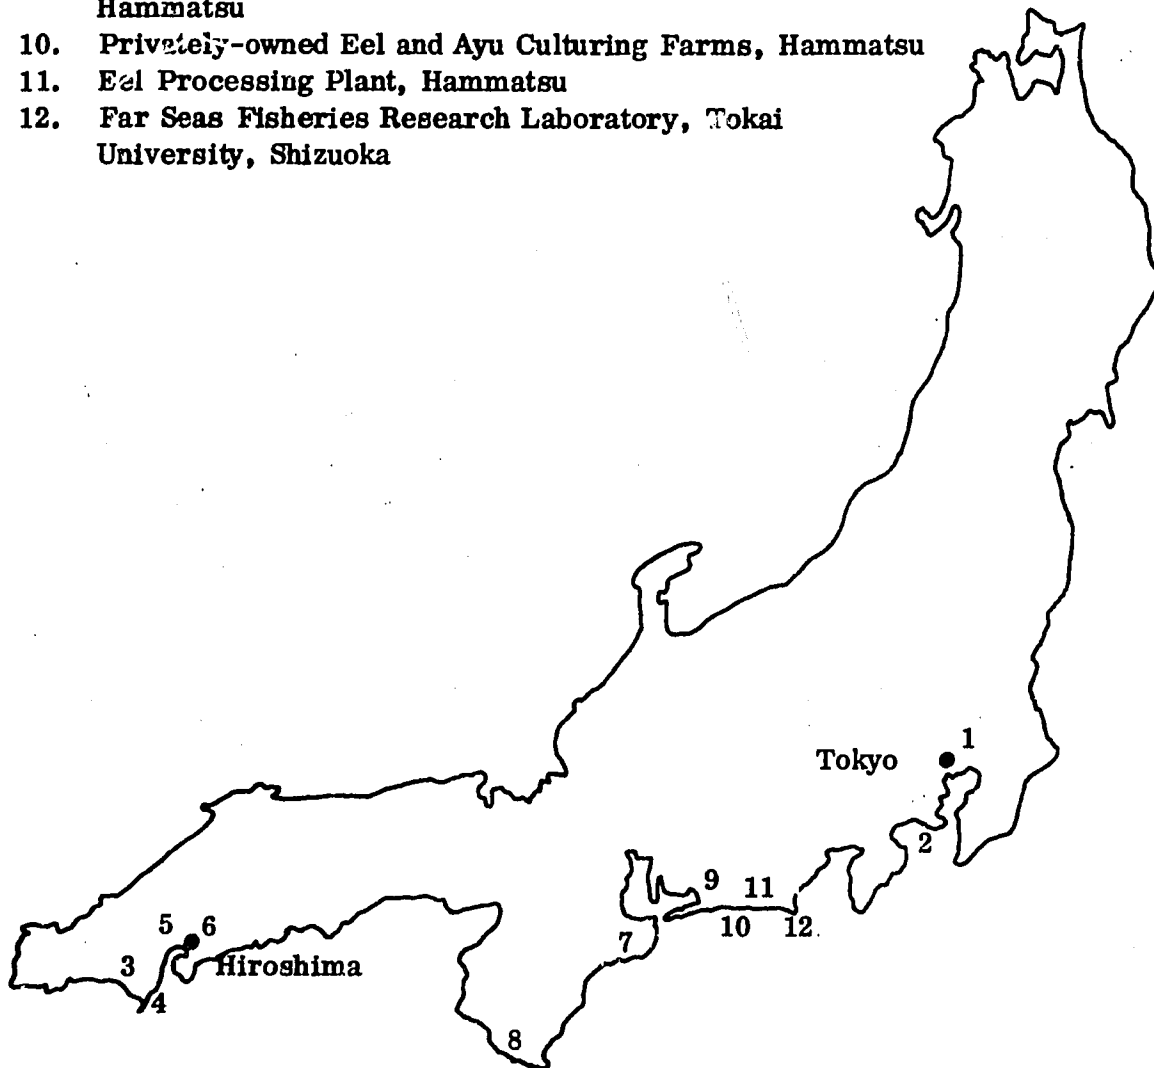 Hammatsu
10. Privately-owned Eel and Ayu Culturing Farms, Hammatsu
11. Eel Processing Plant, Hammatsu
12. Far Seas Fisheries Research Laboratory, Tokai
University, Shizuoka
1
Tokyo
2
9 11
10 12
7
5 6
3 Hiroshima
4
8